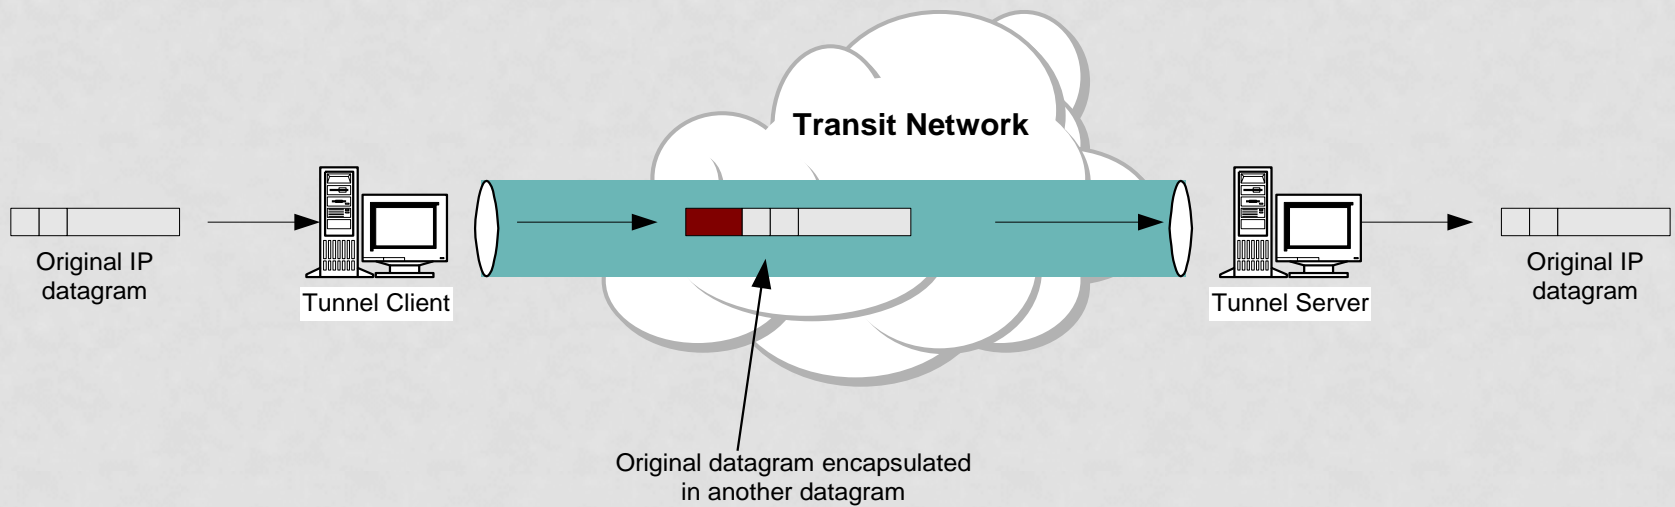 Transit Network
Original IP
datagram
Tunnel Client
Tunnel Server
Original IP
datagram
Original datagram encapsulated
in another datagram